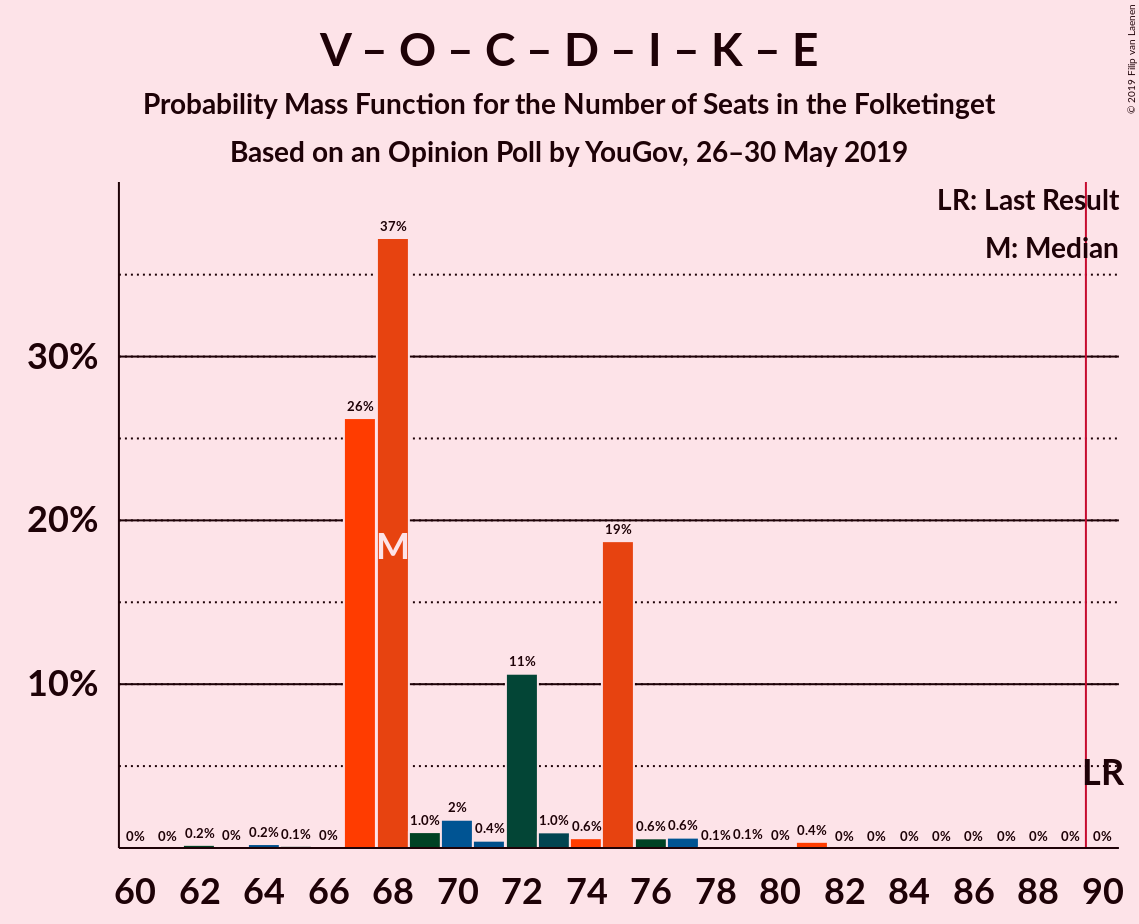 V – O – C – D – I – K – E
Probability Mass Function for the Number of Seats in the Folketinget
Based on an Opinion Poll by YouGov, 26–30 May 2019
© 2019 Filip van Laenen
LR: Last Result
M: Median
37%
30%
26%
20%
19%
M
11%
10%
LR
0% 0% 0.2% 0% 0.2% 0.1% 0% 1.0% 2% 0.4% 1.0% 0.6% 0.6% 0.6% 0.1% 0.1% 0% 0.4% 0% 0% 0% 0% 0% 0% 0% 0% 0%
60 62 64 66 68 70 72 74 76 78 80 82 84 86 88 90